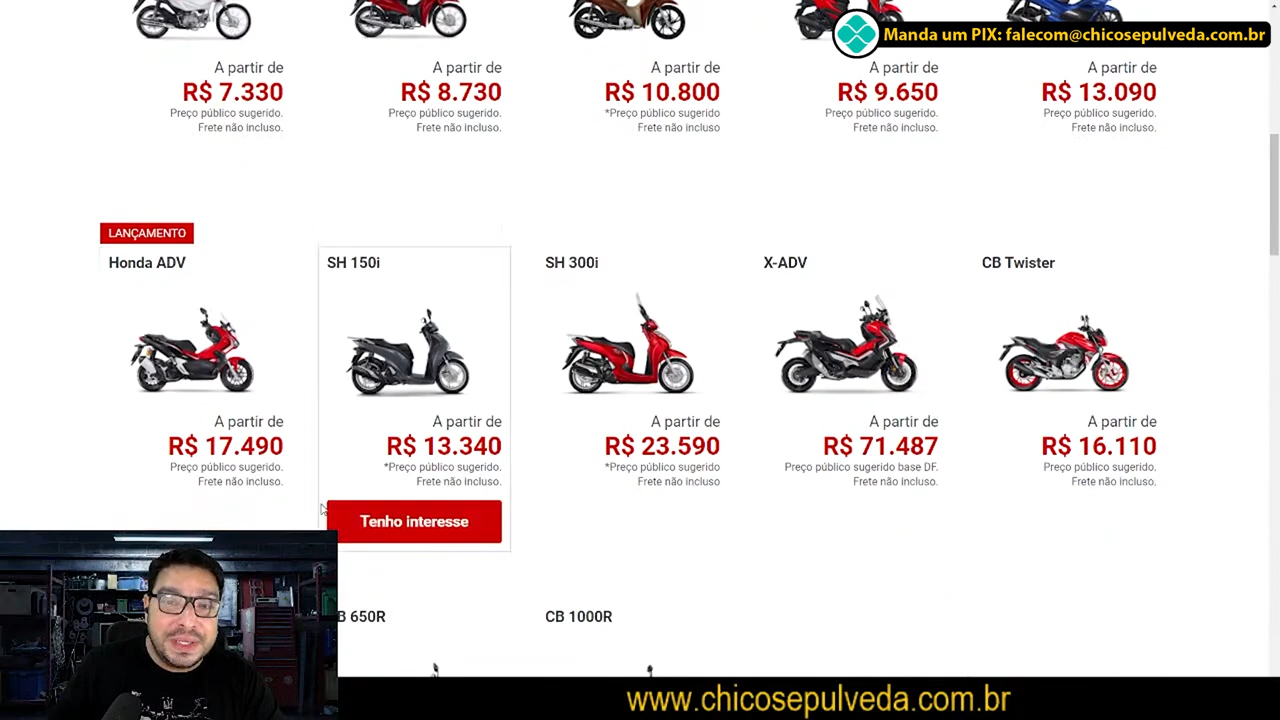 Manda um PIX: falecom@chicosepulveda.com.br
A partir de
R$ 7.330
Preço público sugerido.
Frete não incluso.
A partir de
R$ 8.730
Preço público sugerido.
Frete não incluso.
A partir de
R$ 10.800
*Preço público sugerido
Frete não incluso
A partir de
R$ 9.650
Preço público sugerido.
Frete não incluso.
A partir de
R$ 13.090
Preço público sugerido.
Frete não incluso.
LANÇAMENTO
Honda ADV
A partir de
R$ 17.490
Preço público sugerido.
Frete não incluso.
SH 150i
A partir de
R$ 13.340
*Preço público sugerido.
Frete não incluso.
Tenho interesse
SH 300i
A partir de
R$ 23.590
*Preço público sugerido
Frete não incluso
X-ADV
A partir de
R$ 71.487
Preço público sugerido base DF.
Frete não incluso.
CB Twister
A partir de
R$ 16.110
Preço público sugerido.
Frete não incluso.
B 650R
CB 1000R
www.chicosepulveda.com.br